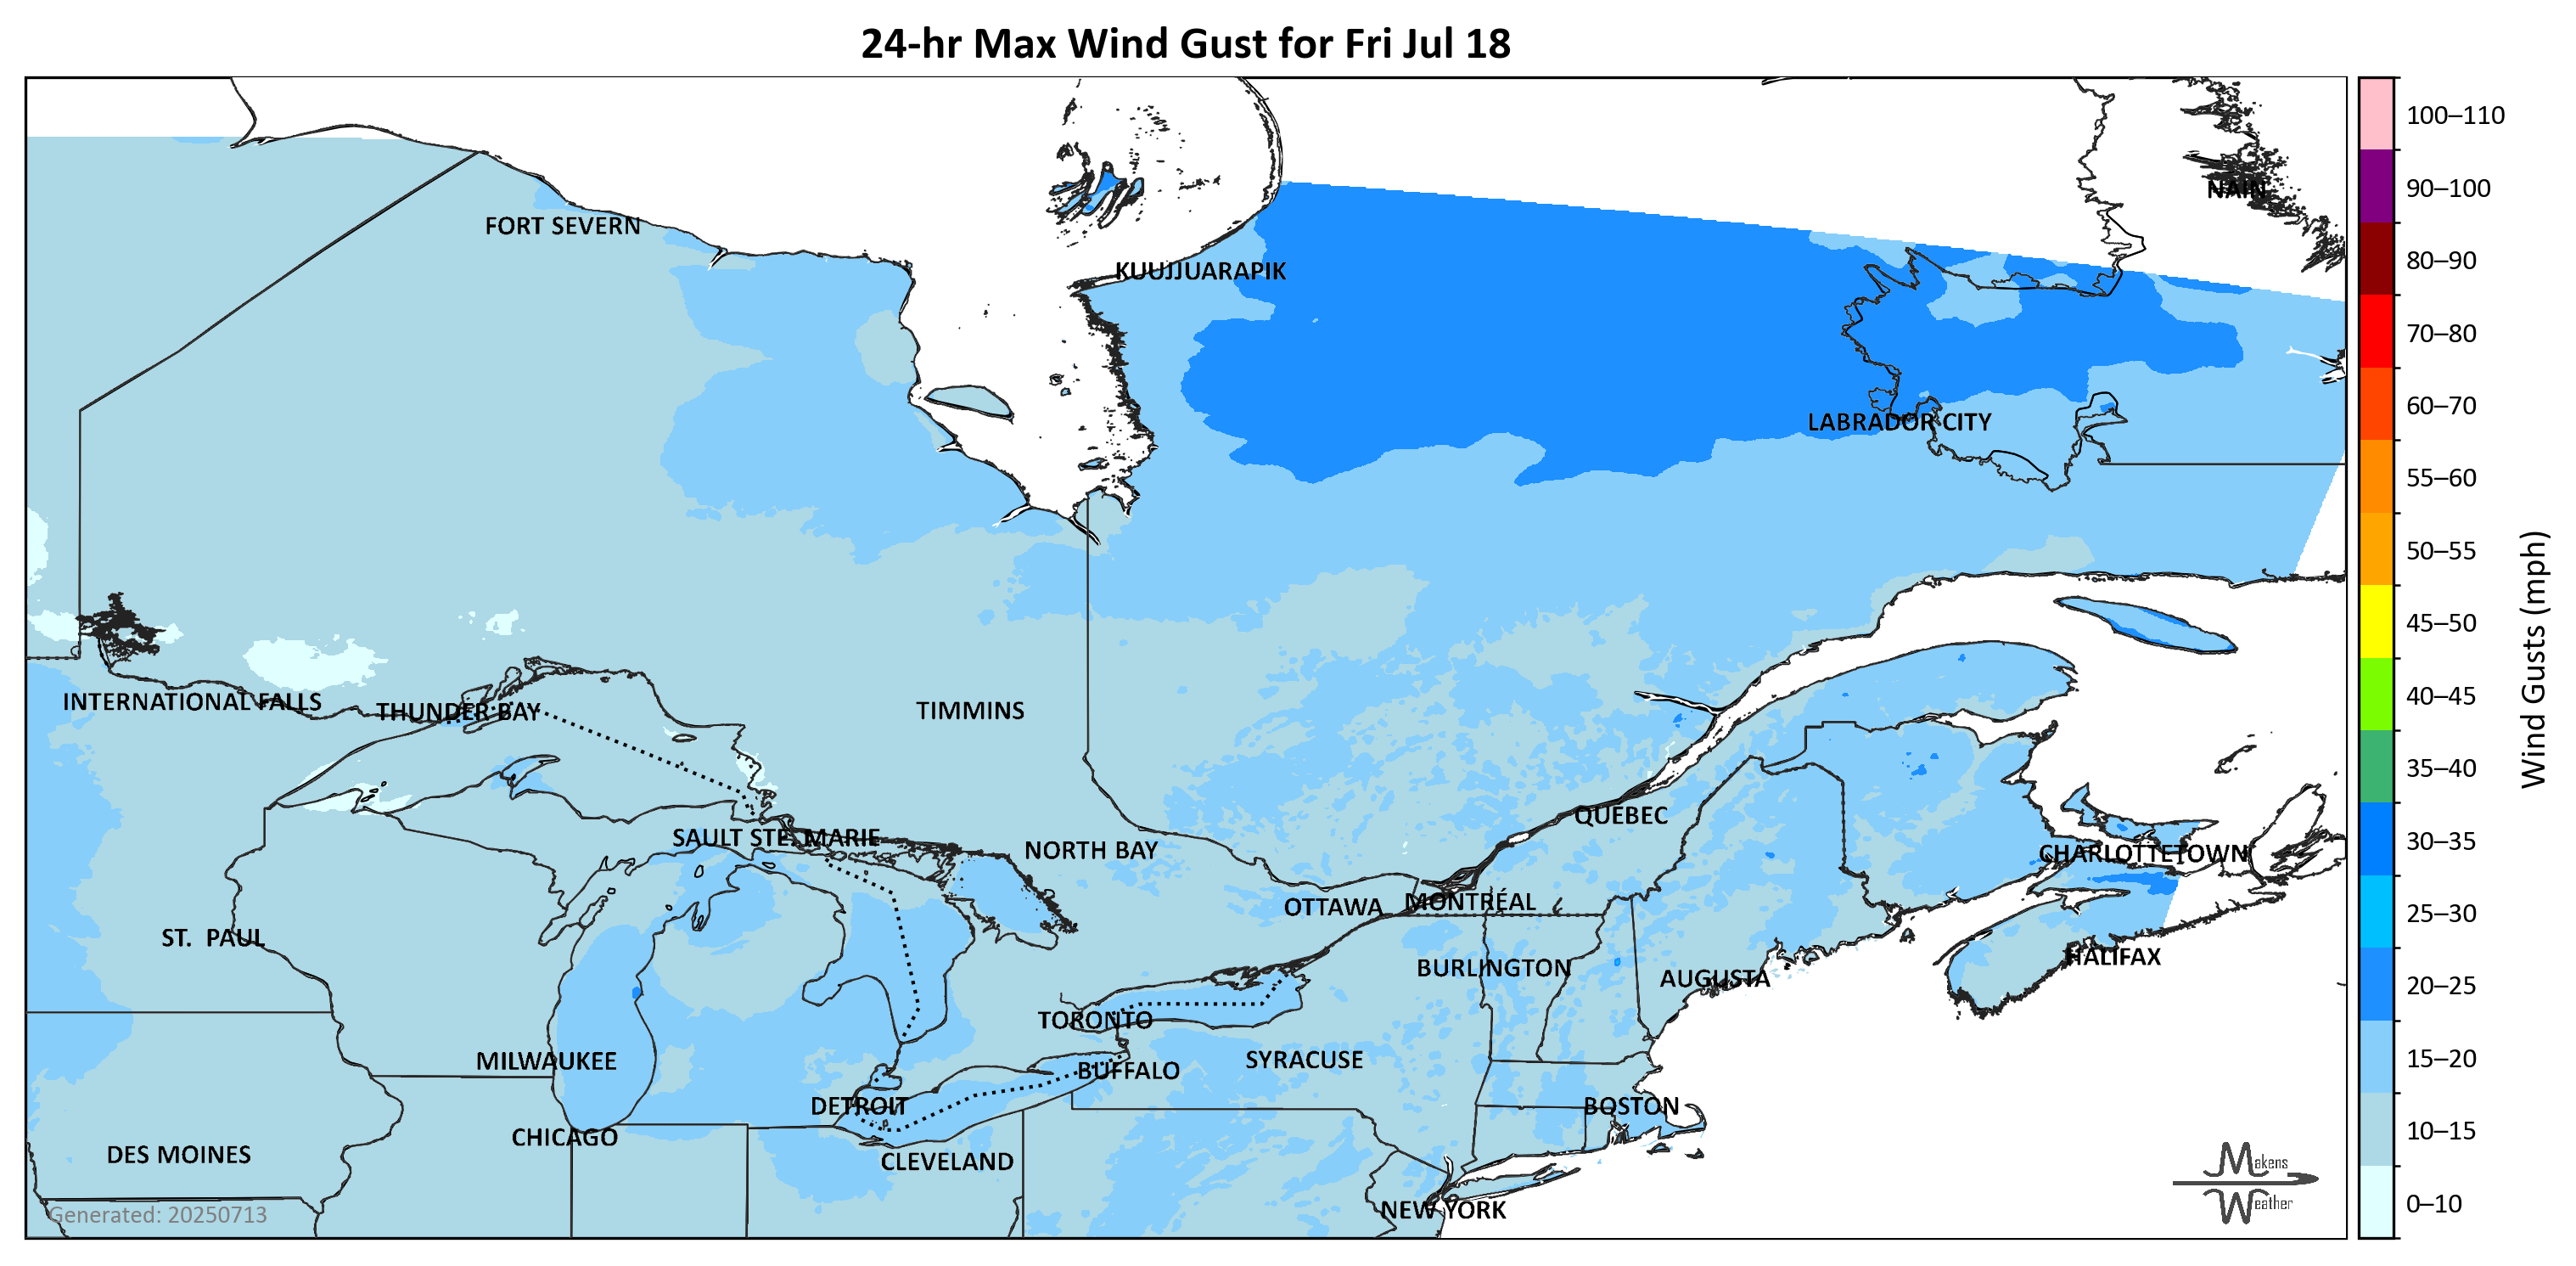 24-hr Max Wind Gust for Fri Jul 18
100–110
90–100
NAIN
FORT SEVERN
80–90
KUUJJUARAPIK
70–80
60–70
LABRADOR CITY
55–60
50–55
Wind Gusts (mph)
45–50
40–45
INTERNATIONAL FALLS
THUNDER BAY
TIMMINS
35–40
QUEBEC
SAULT STE. MARIE
30–35
NORTH BAY
CHARLOTTETOWN
OTTAWA
MONTRÉAL
25–30
ST. PAUL
HALIFAX
BURLINGTON
AUGUSTA
20–25
TORONTO
MILWAUKEE
SYRACUSE
15–20
BUFFALO
DETROIT
BOSTON
10–15
CHICAGO
DES MOINES
CLEVELAND
Makens
Weather
0–10
NEW YORK
Generated: 20250713